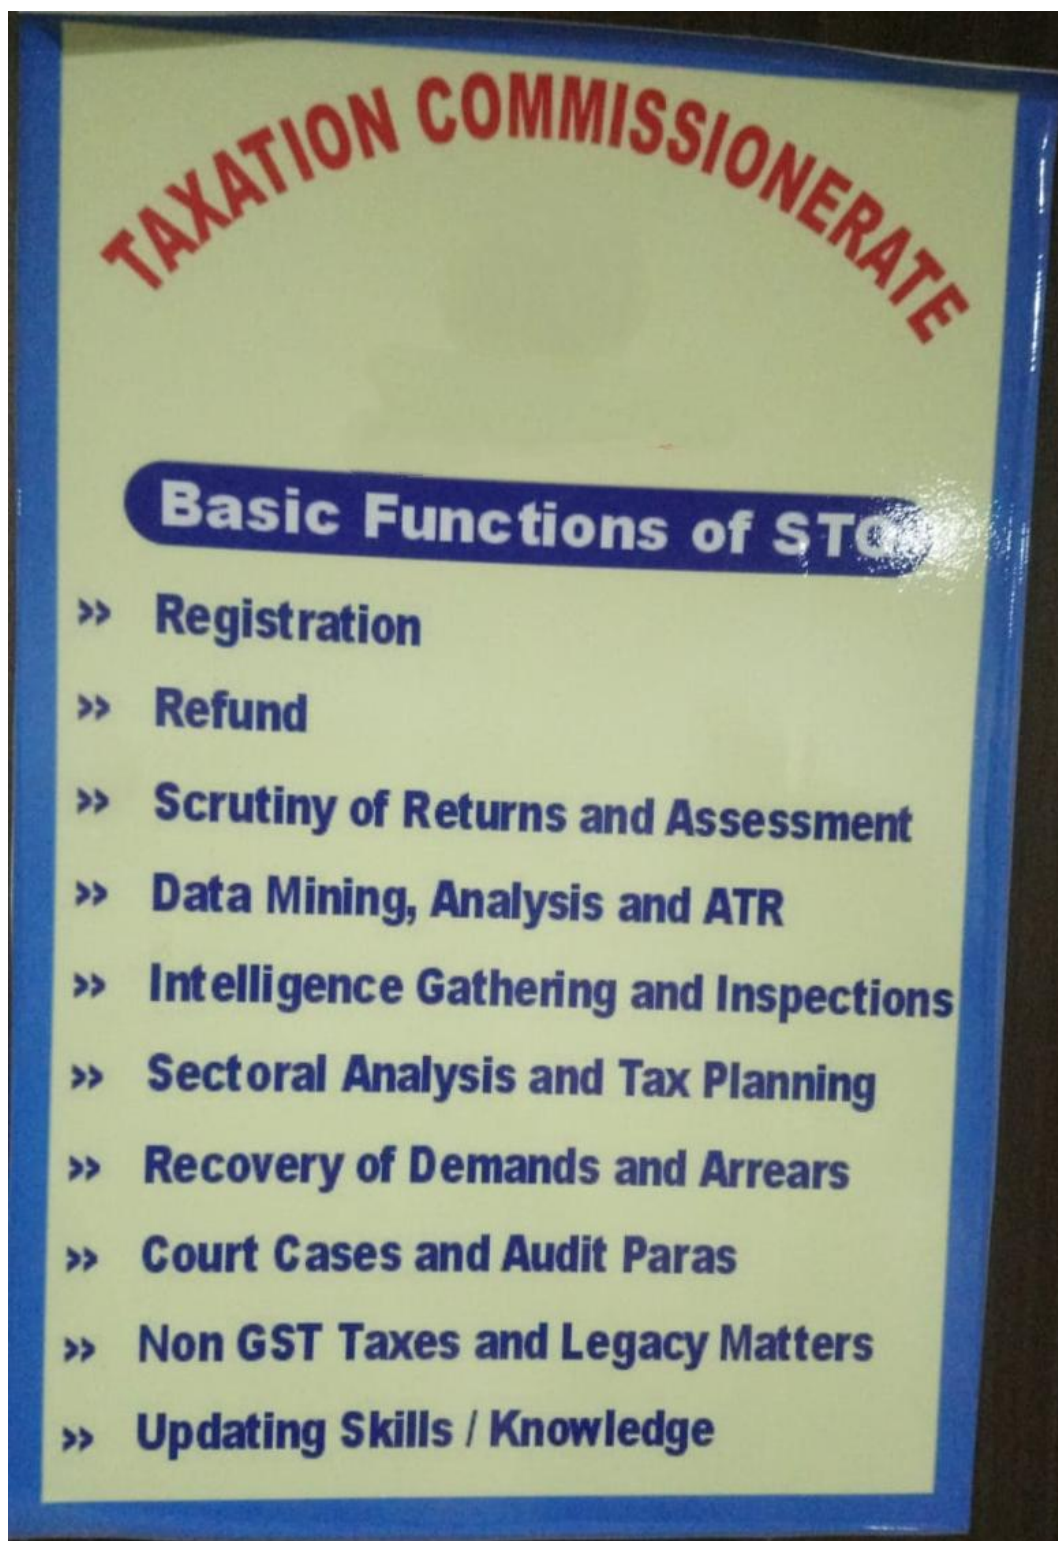 TAXATION COMMISSIONERATE
Basic Functions of
>> Registration
>> Refund
>> Scrutiny of Returns and Assessment
>> Data Mining, Analysis and ATR
>> Intelligence Gathering and Inspections
>> Sectoral Analysis and Tax Planning
>> Recovery of Demands and Arrears
>> Court Cases and Audit Paras
>> Non GST Taxes and Legacy Matters
>> Updating Skills / Knowledge